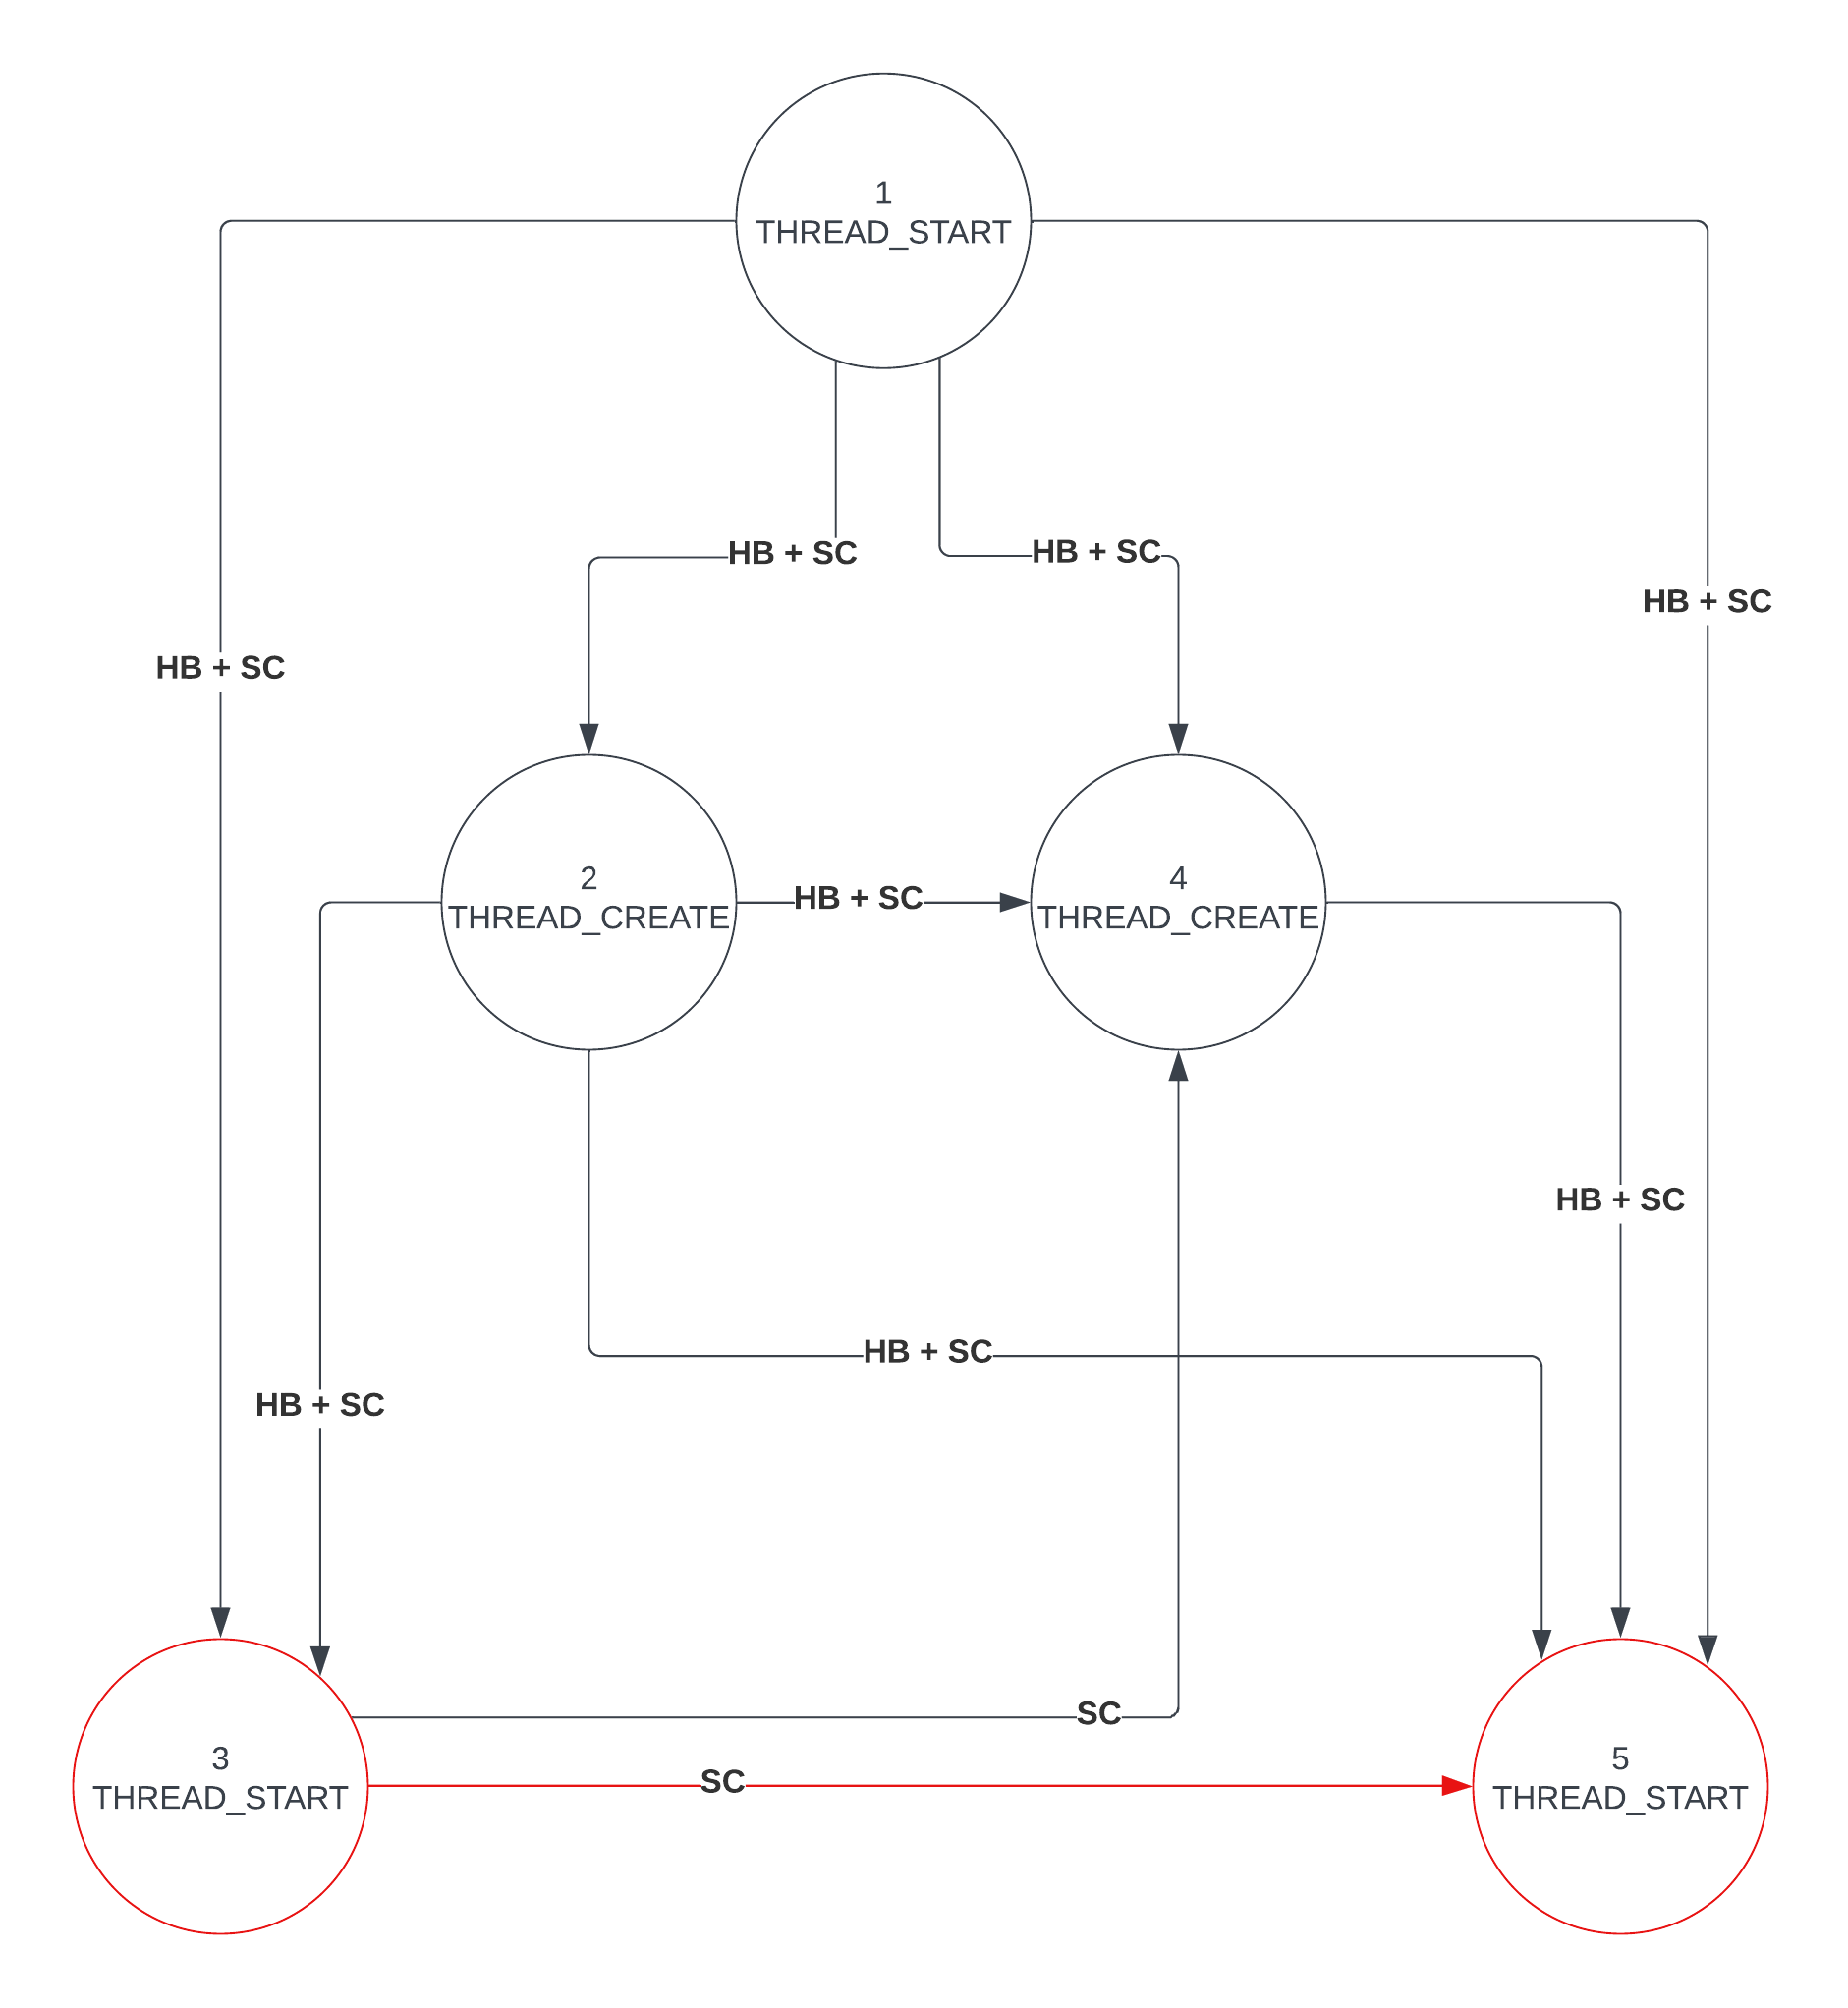 1
THREAD_START
HB + SC
HB + SC
HB + SC
HB + SC
2
THREAD_CREATE
HB + SC
4
THREAD_CREATE
HB + SC
HB + SC
HB + SC
SC
3
THREAD_START
SC
5
THREAD_START